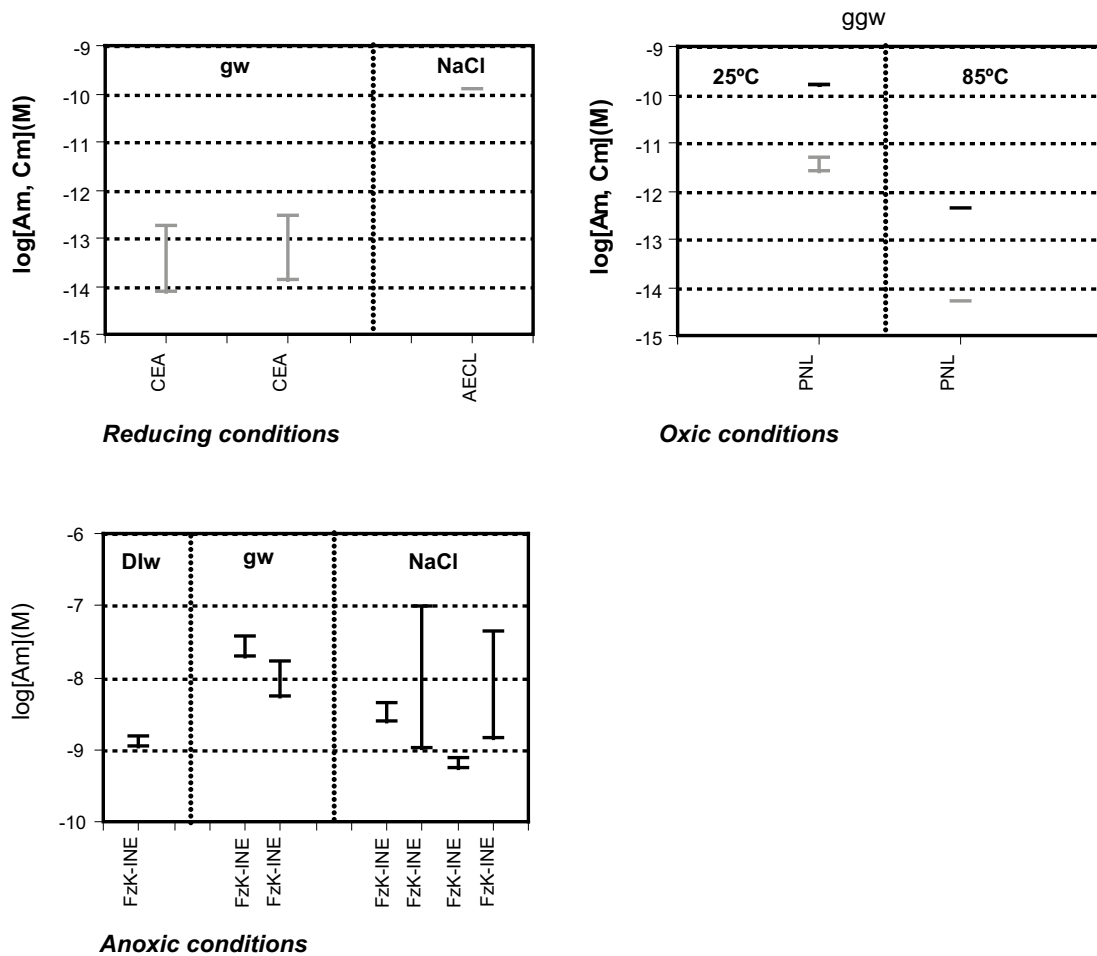 ggw
-9
gw
NaCl
-10
-11
-12
-13
-14
-15
log[Am, Cm](M)
CEA
CEA
AECL
Reducing conditions
-9
25ºC
85ºC
-10
-11
-12
-13
-14
-15
log[Am, Cm](M)
PNL
PNL
Oxic conditions
-6
DIw
gw
NaCl
-7
-8
-9
-10
log[Am](M)
FzK-INE
FzK-INE
FzK-INE
FzK-INE
FzK-INE
FzK-INE
FzK-INE
Anoxic conditions